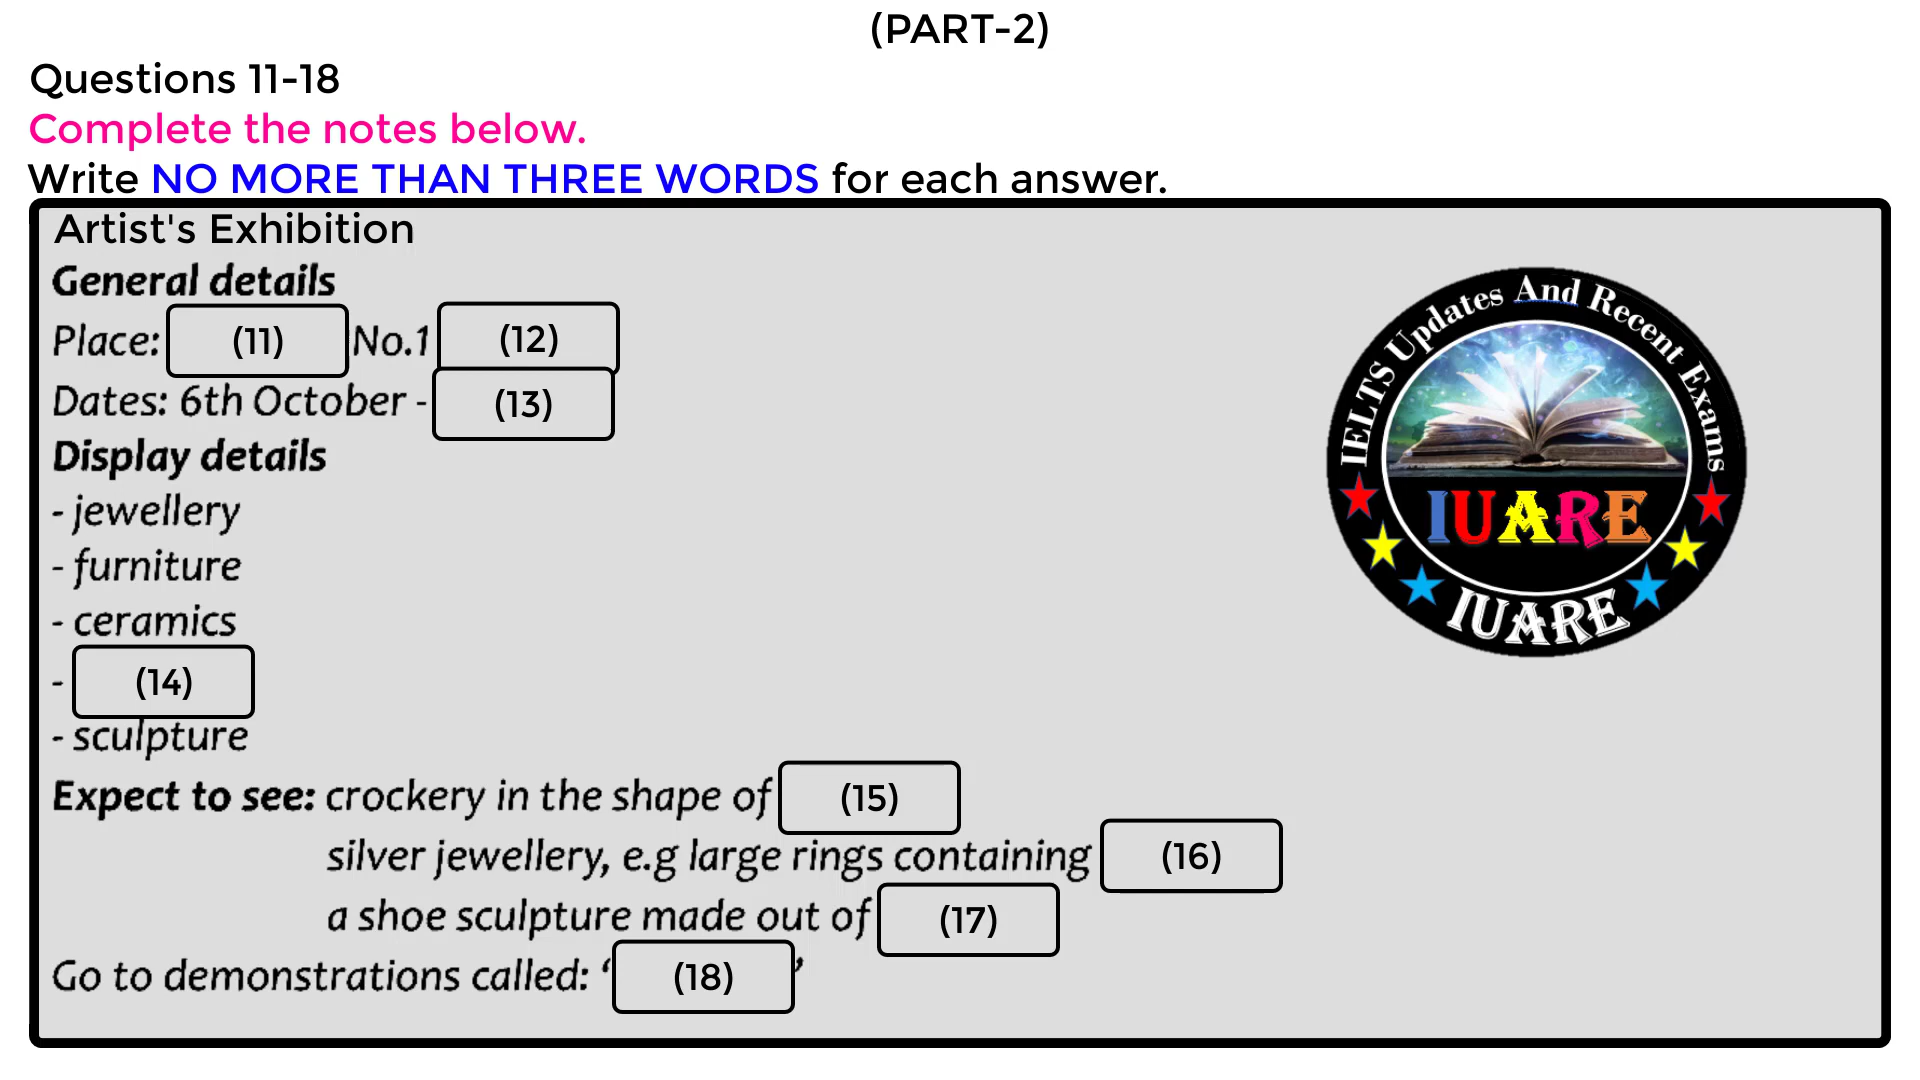 (PART-2)
Questions 11-18
Complete the notes below.
Write NO MORE THAN THREE WORDS for each answer.
Artist's Exhibition
General details
Place: (11) No.1 (12)
Dates: 6th October - (13)
Display details
- jewellery
- furniture
- ceramics
- (14)
- sculpture
Expect to see: crockery in the shape of (15)
silver jewellery, e.g large rings containing (16)
a shoe sculpture made out of (17)
Go to demonstrations called: ‘ (18) ’
IELTS Updates And Recent Exams
IUARE
IUARE